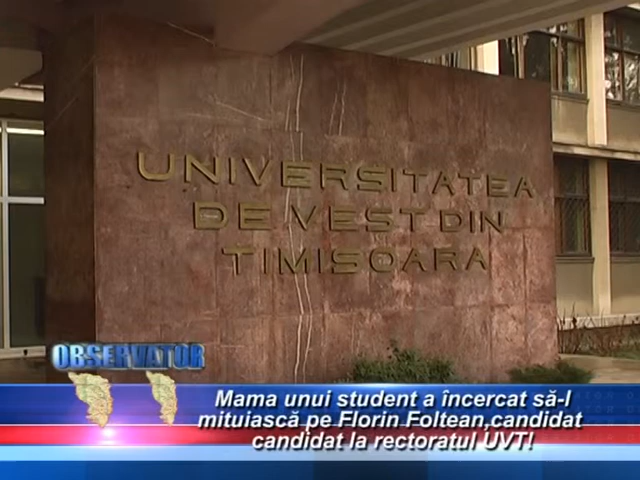 UNIVERSITATEA
DE VEST DIN
TIMISOARA
OBSERVATOR
Mama unui student a încercat să-l
mituiască pe Florin Foltean,candidat
candidat la rectoratul UVT!